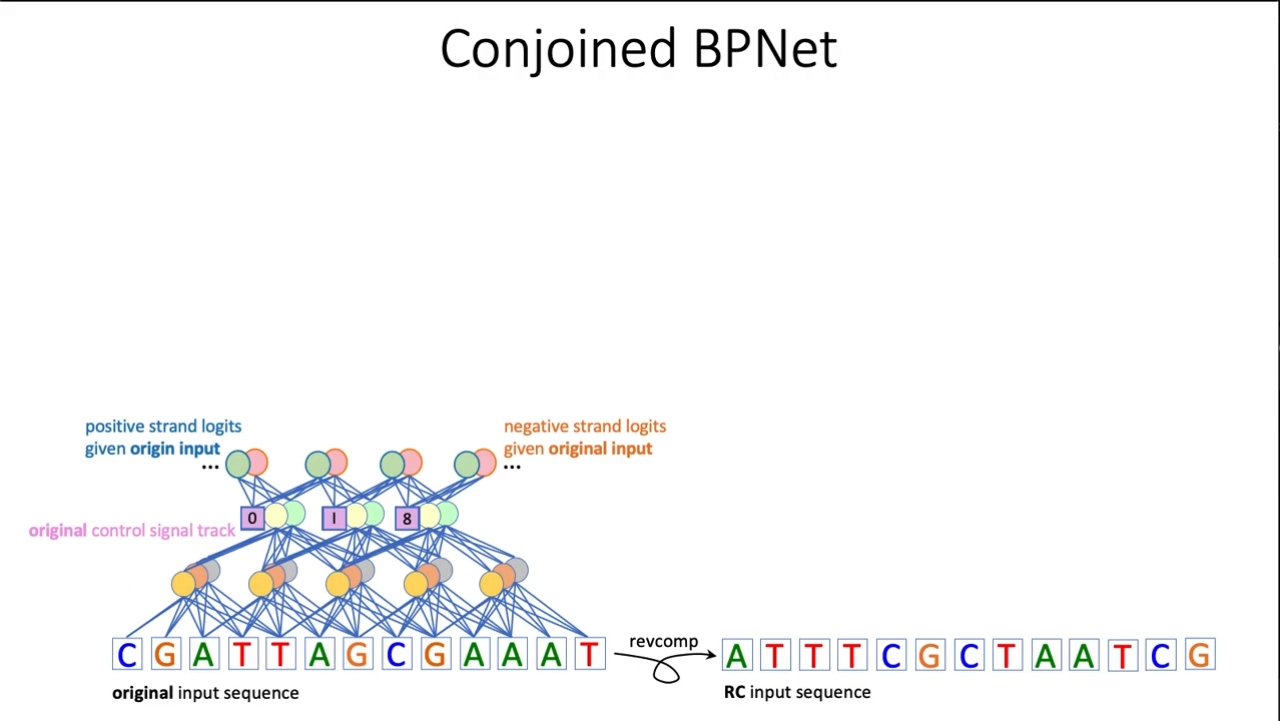 Conjoined BPNet
positive strand logits
given origin input
...
negative strand logits
given original input
...
original control signal track
0
1
8
C G A T T A G C G A A A T
revcomp
A T T T C G C T A A T C G
original input sequence
RC input sequence